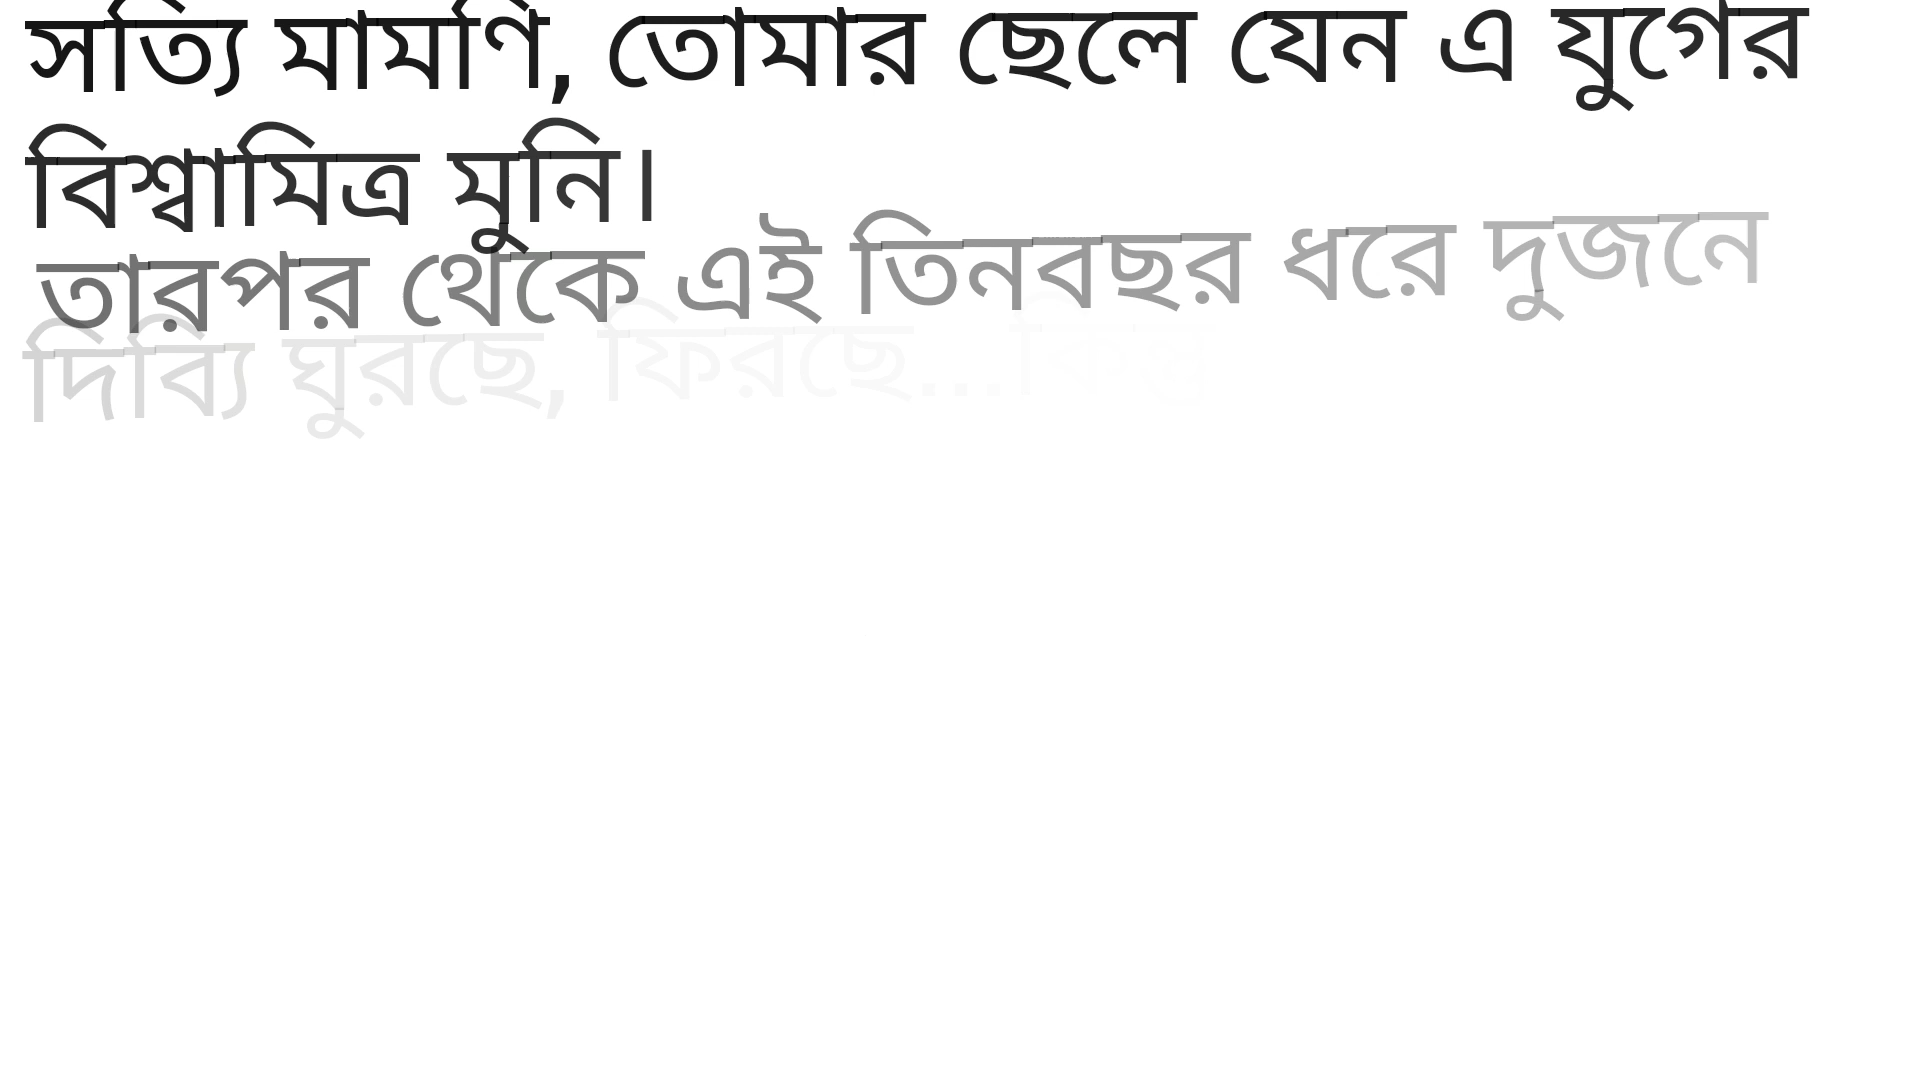 সত্যি মামণি, তোমার ছেলে যেন এ যুগের
বিশ্বামিত্র মুনি।
তারপর থেকে এই তিনবছর ধরে দুজনে
দিব্যি ঘুরছে, ফিরছে...কিন্তু